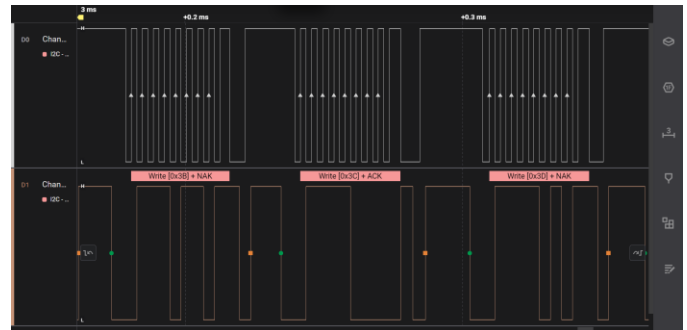 3 ms
+0.2 ms
+0.3 ms
D0 Chan...
I2C - ...
H
L
Write [0x3B] + NAK
Write [0x3C] + ACK
Write [0x3D] + NAK
D1 Chan...
I2C - ...
H
L
3